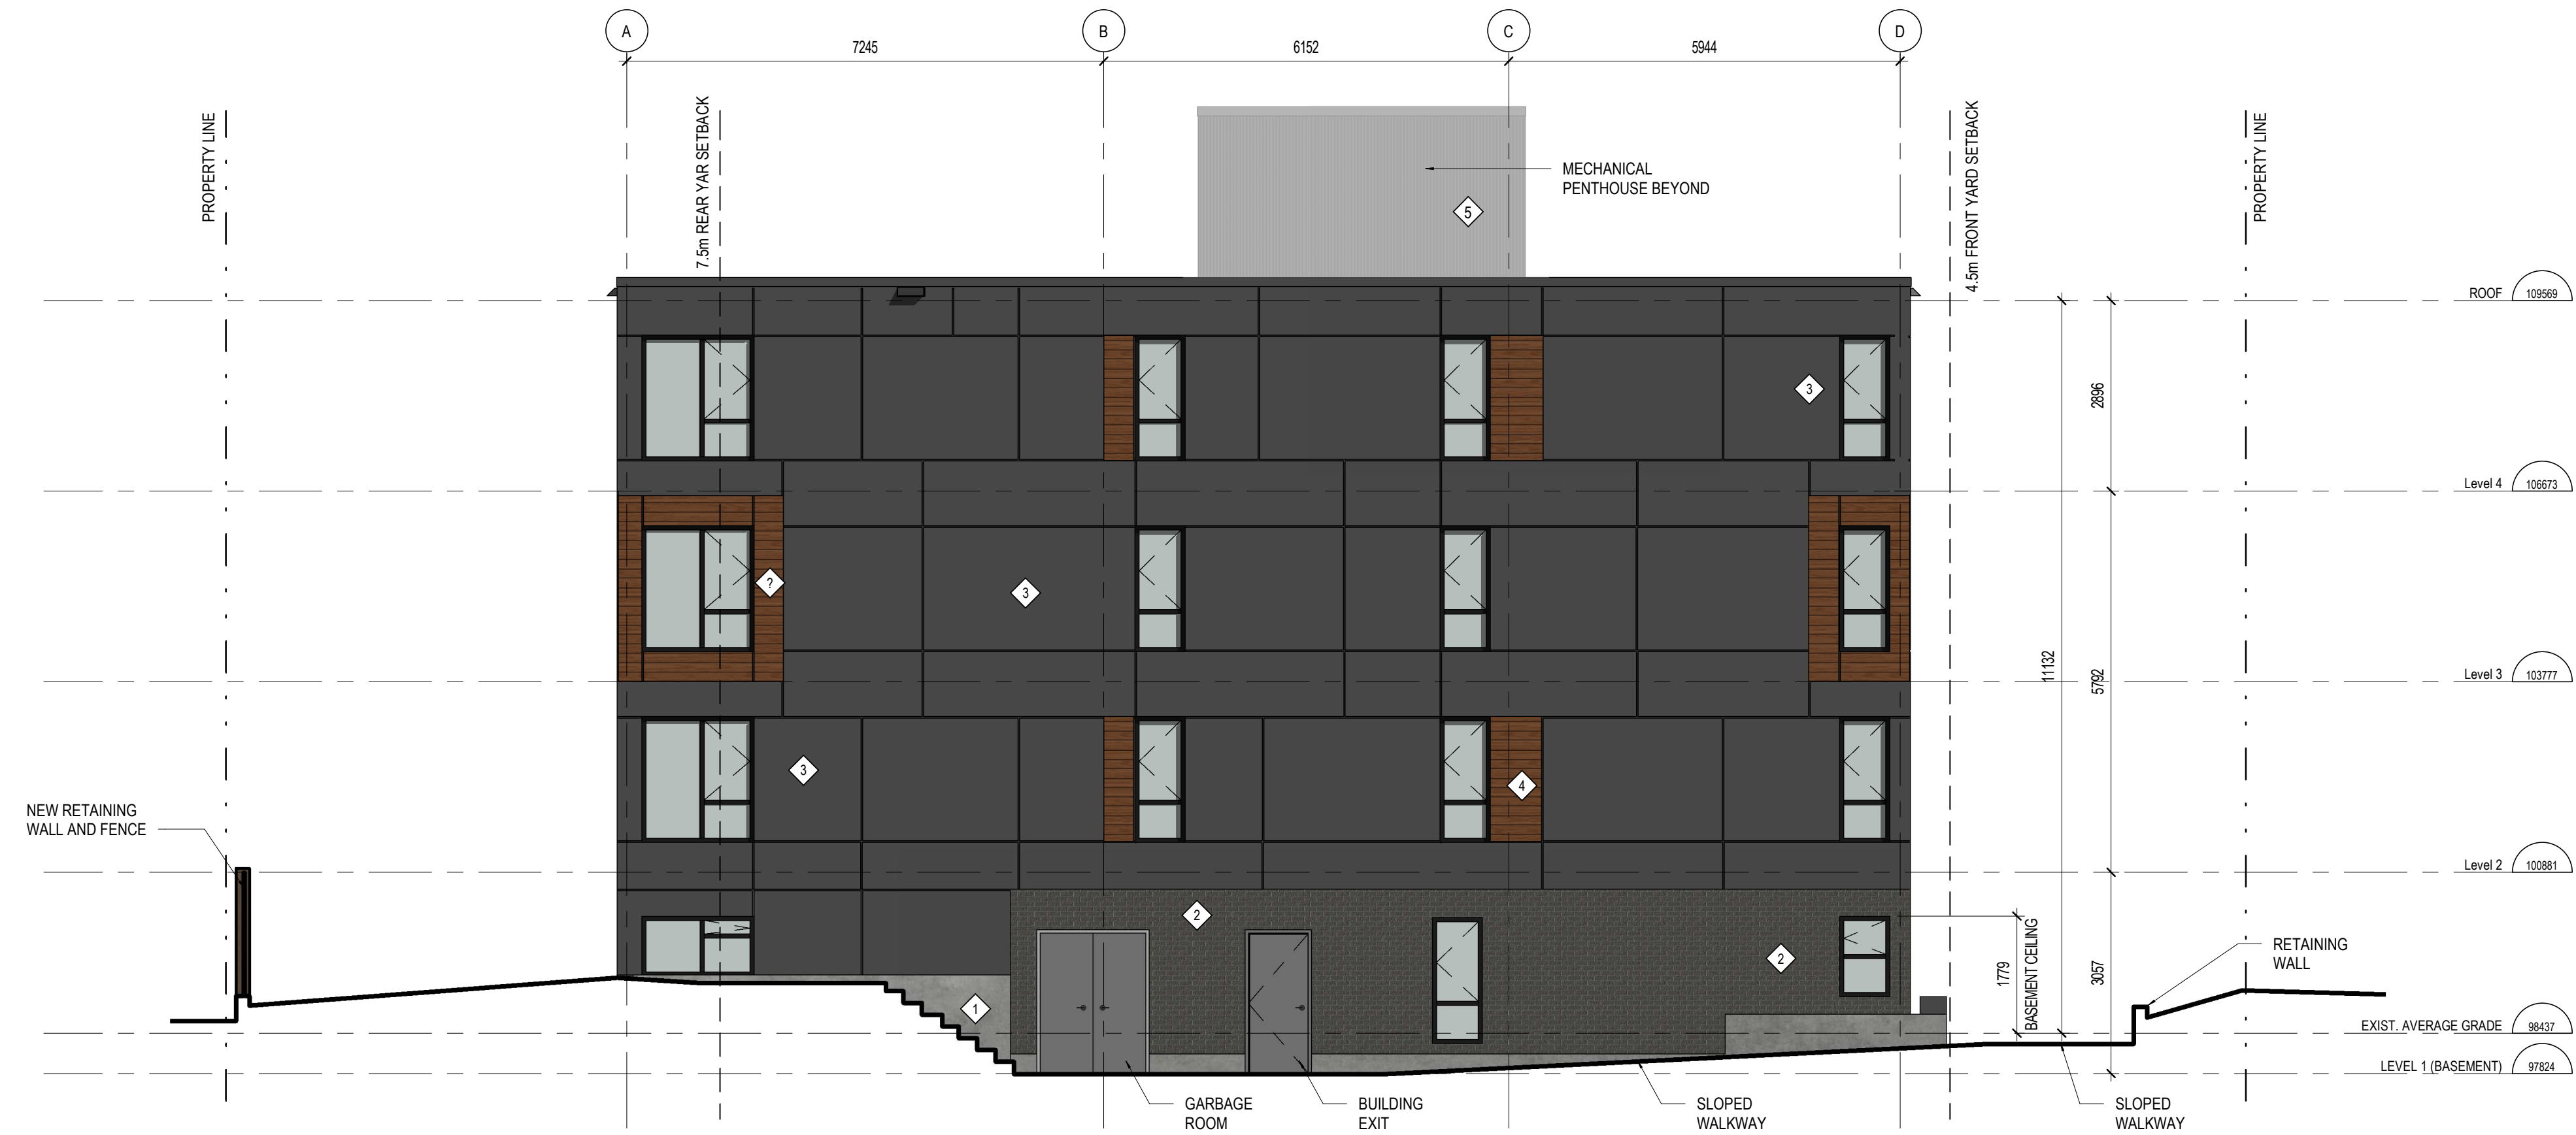 A
B
C
D
7245
6152
5944
PROPERTY LINE
7.5m REAR YAR SETBACK
4.5m FRONT YARD SETBACK
PROPERTY LINE
MECHANICAL
PENTHOUSE BEYOND
5
ROOF 109569
3
2896
Level 4 106673
?
3
11132
5792
Level 3 103777
3
4
NEW RETAINING
WALL AND FENCE
Level 2 100881
2
2
1779
BASEMENT CEILING
3057
RETAINING
WALL
1
EXIST. AVERAGE GRADE 98437
LEVEL 1 (BASEMENT) 97824
GARBAGE
ROOM
BUILDING
EXIT
SLOPED
WALKWAY
SLOPED
WALKWAY